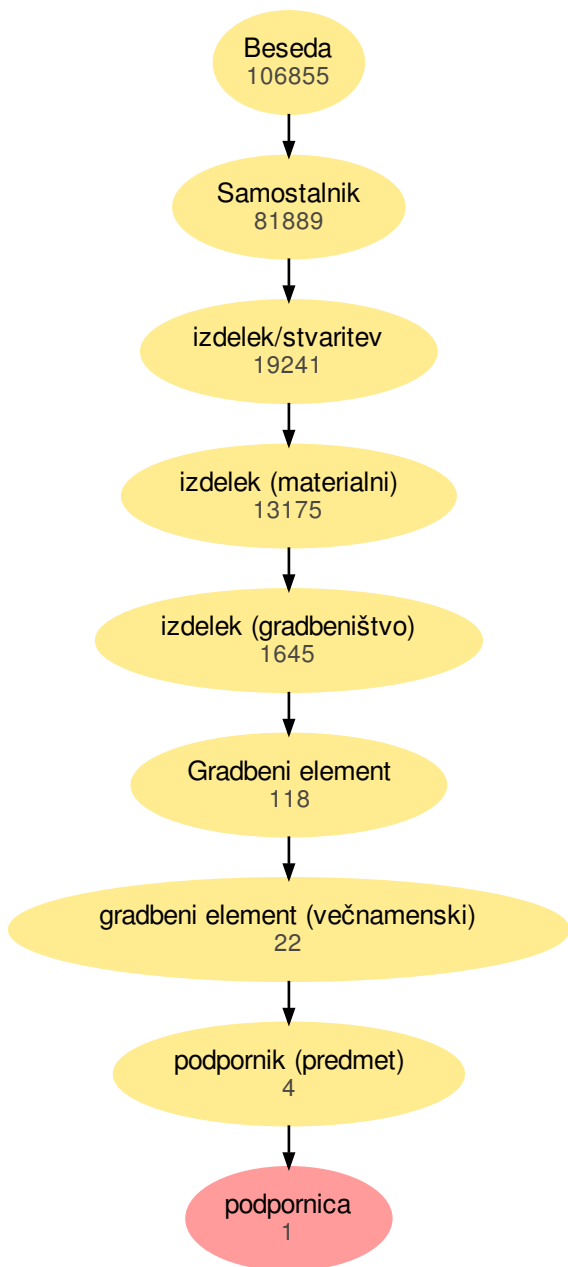 Beseda
106855
Samostalnik
81889
izdelek/stvaritev
19241
izdelek (materialni)
13175
izdelek (gradbeništvo)
1645
Gradbeni element
118
gradbeni element (večnamenski)
22
podpornik (predmet)
4
podpornica
1